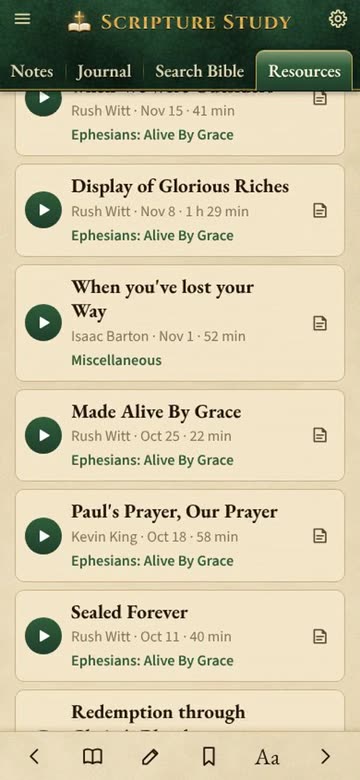 Scripture Study
Notes
Journal
Search Bible
Resources
Rush Witt · Nov 15 · 41 min
Ephesians: Alive By Grace
Display of Glorious Riches
Rush Witt · Nov 8 · 1 h 29 min
Ephesians: Alive By Grace
When you've lost your
Way
Isaac Barton · Nov 1 · 52 min
Miscellaneous
Made Alive By Grace
Rush Witt · Oct 25 · 22 min
Ephesians: Alive By Grace
Paul's Prayer, Our Prayer
Kevin King · Oct 18 · 58 min
Ephesians: Alive By Grace
Sealed Forever
Rush Witt · Oct 11 · 40 min
Ephesians: Alive By Grace
Redemption through
Aa